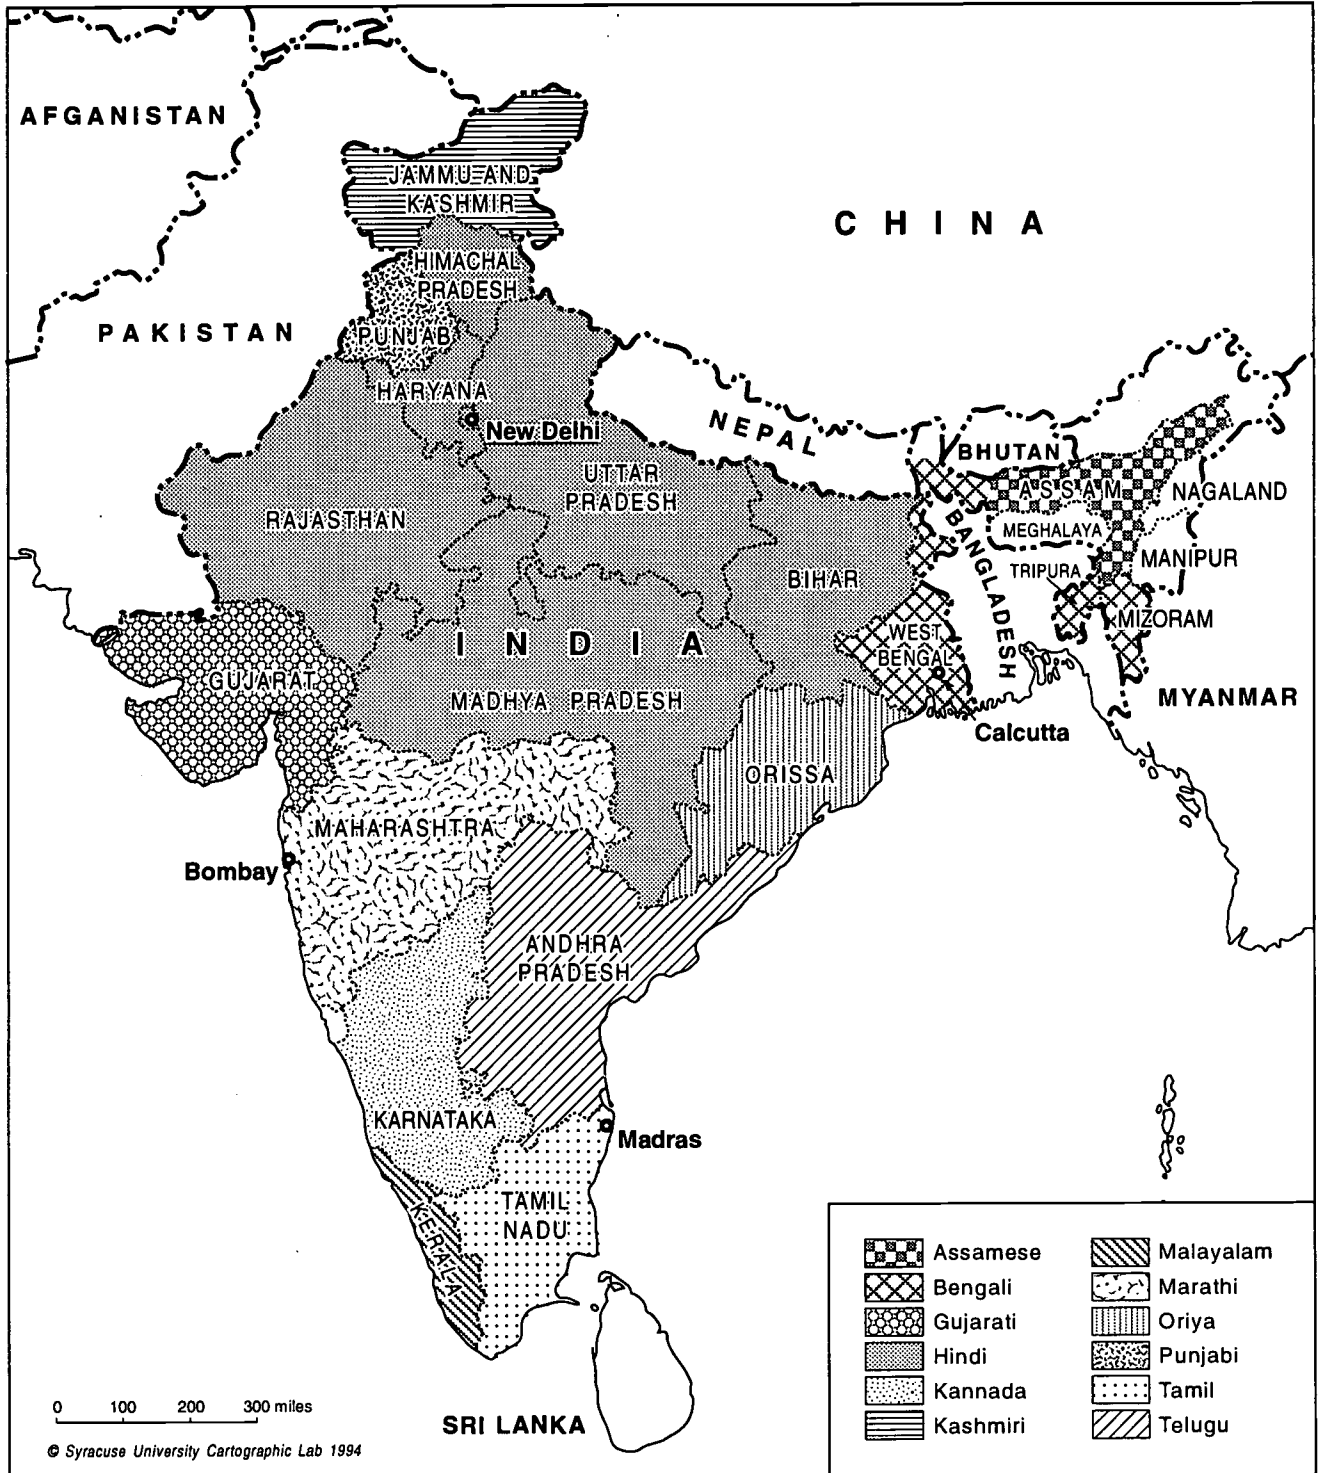 AFGANISTAN
JAMMU AND
KASHMIR
CHINA
HIMACHAL
PRADESH
PAKISTAN
PUNJAB
HARYANA
New Delhi
NEPAL
BHUTAN
UTTAR
PRADESH
ASSAM
NAGALAND
RAJASTHAN
BANGLADESH
MEGHALAYA
MANIPUR
TRIPURA
BIHAR
MIZORAM
INDIA
WEST
BENGAL
GUJARAT
MADHYA PRADESH
MYANMAR
Calcutta
ORISSA
MAHARASHTRA
Bombay
ANDHRA
PRADESH
KARNATAKA
Madras
TAMIL
NADU
KERALA
Assamese
Bengali
Gujarati
Hindi
Kannada
Kashmiri
Malayalam
Marathi
Oriya
Punjabi
Tamil
Telugu
0 100 200 300 miles
SRI LANKA
© Syracuse University Cartographic Lab 1994